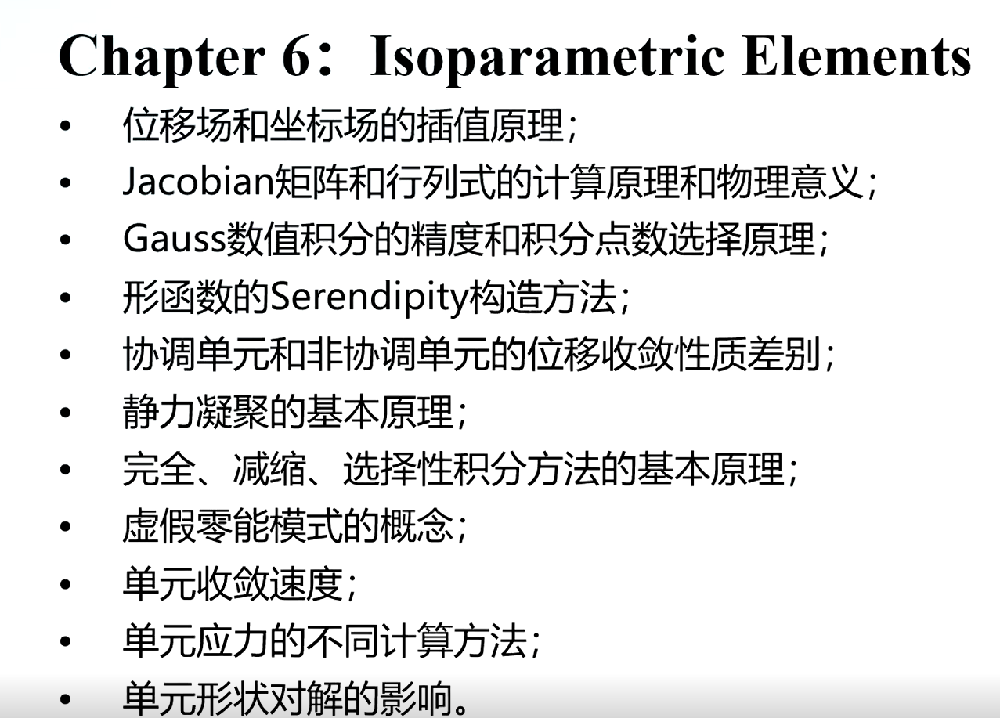 Chapter 6：Isoparametric Elements
• 位移场和坐标场的插值原理；
• Jacobian矩阵和行列式的计算原理和物理意义；
• Gauss数值积分的精度和积分点数选择原理；
• 形函数的Serendipity构造方法；
• 协调单元和非协调单元的位移收敛性质差别；
• 静力凝聚的基本原理；
• 完全、减缩、选择性积分方法的基本原理；
• 虚假零能模式的概念；
• 单元收敛速度；
• 单元应力的不同计算方法；
• 单元形状对解的影响。